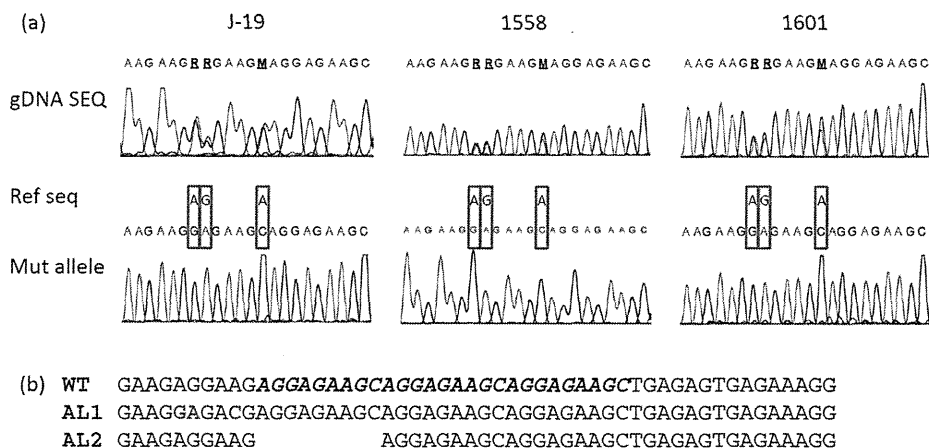 (a) J-19 1558 1601
AAGAAGRRGAAGMAGGAGAAGC AAGAAGRRGAAGMAGGAGAAGC AAGAAGRRGAAGMAGGAGAAGC
gDNA SEQ
Ref seq AG A AG A AG A
AAGAAGGAGAAGCAGGAGAAGC AAGAAGGAGAAGCAGGAGAAGC AAGAAGGAGAAGCAGGAGAAGC
Mut allele
(b) WT GAAGAGGAAGAGGAGAAGCAGGAGAAGCAGGAGAAGCTGAGAGTGAGAAAGG
AL1 GAAGGAGACGAGGAGAAGCAGGAGAAGCAGGAGAAGCTGAGAGTGAGAAAGG
AL2 GAAGAGGAAG AGGAGAAGCAGGAGAAGCTGAGAGTGAGAAAGG